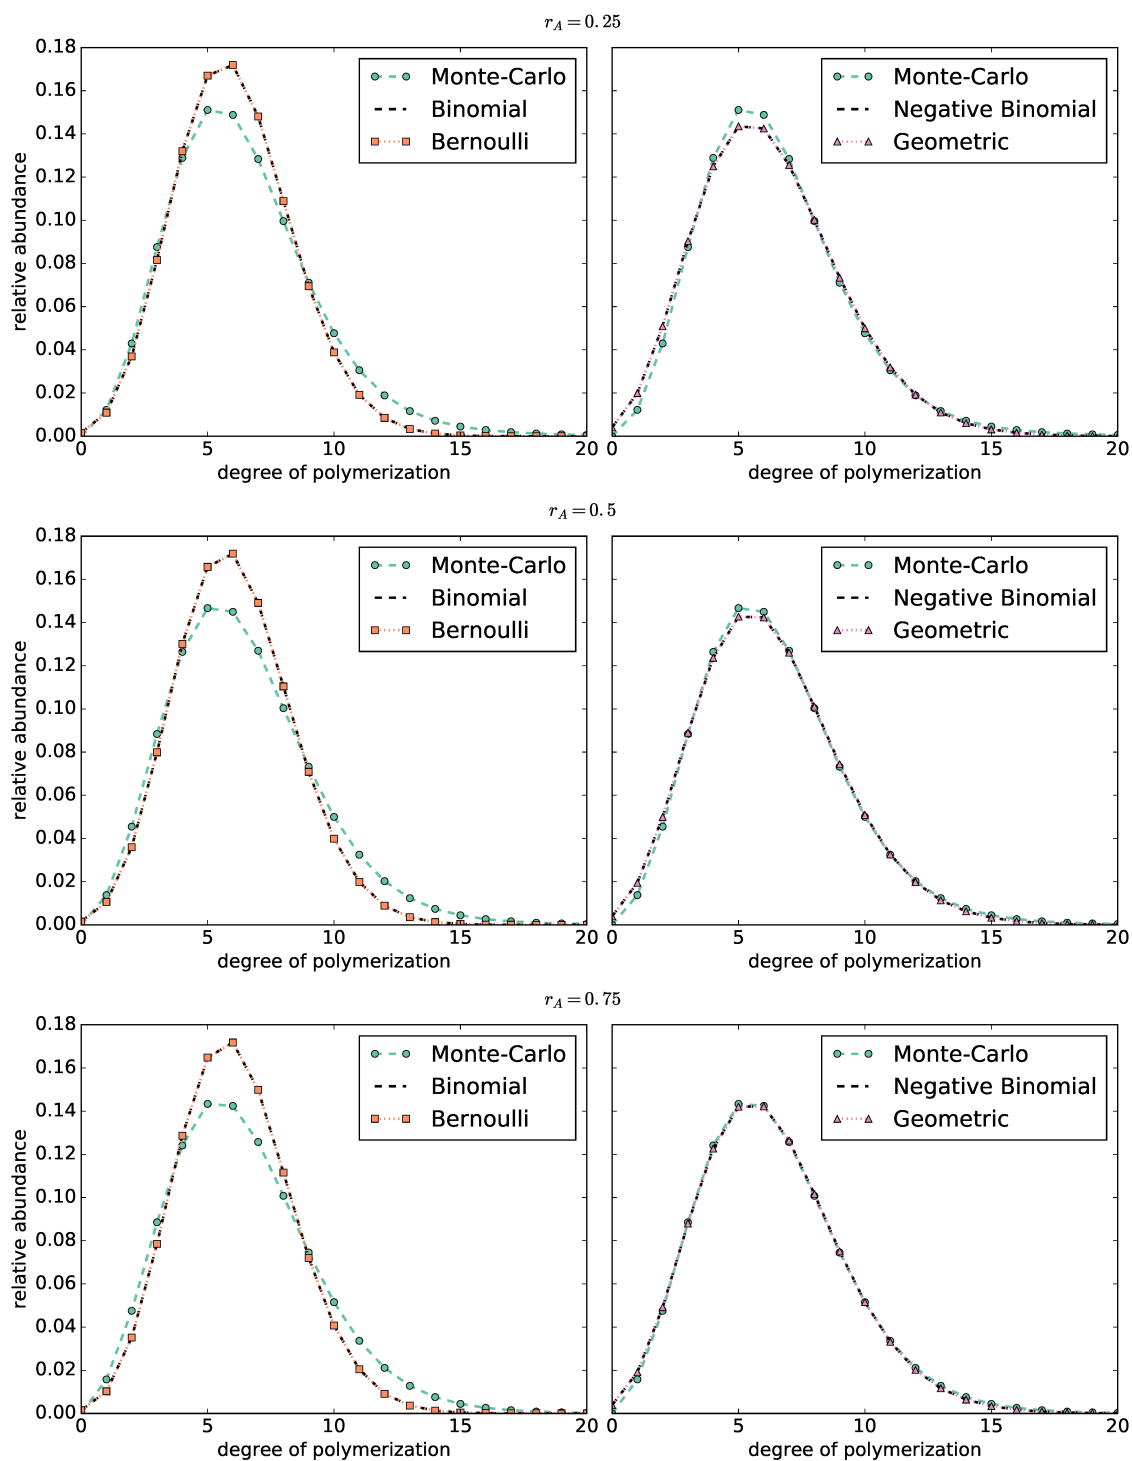 r_A = 0.25
0.18
0.16
0.14
0.12
0.10
0.08
0.06
0.04
0.02
0.00
relative abundance
Monte-Carlo
Binomial
Bernoulli
0 5 10 15 20
degree of polymerization
Monte-Carlo
Negative Binomial
Geometric
0 5 10 15 20
degree of polymerization
r_A = 0.5
0.18
0.16
0.14
0.12
0.10
0.08
0.06
0.04
0.02
0.00
relative abundance
Monte-Carlo
Binomial
Bernoulli
0 5 10 15 20
degree of polymerization
Monte-Carlo
Negative Binomial
Geometric
0 5 10 15 20
degree of polymerization
r_A = 0.75
0.18
0.16
0.14
0.12
0.10
0.08
0.06
0.04
0.02
0.00
relative abundance
Monte-Carlo
Binomial
Bernoulli
0 5 10 15 20
degree of polymerization
Monte-Carlo
Negative Binomial
Geometric
0 5 10 15 20
degree of polymerization